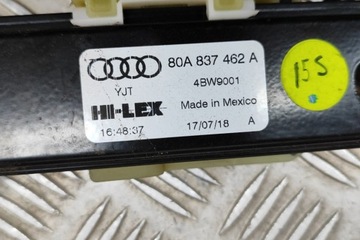 80A 837 462 A
YJT
4BW9001
HI-LEX
Made in Mexico
16:48:37
17/07/18
A
15S